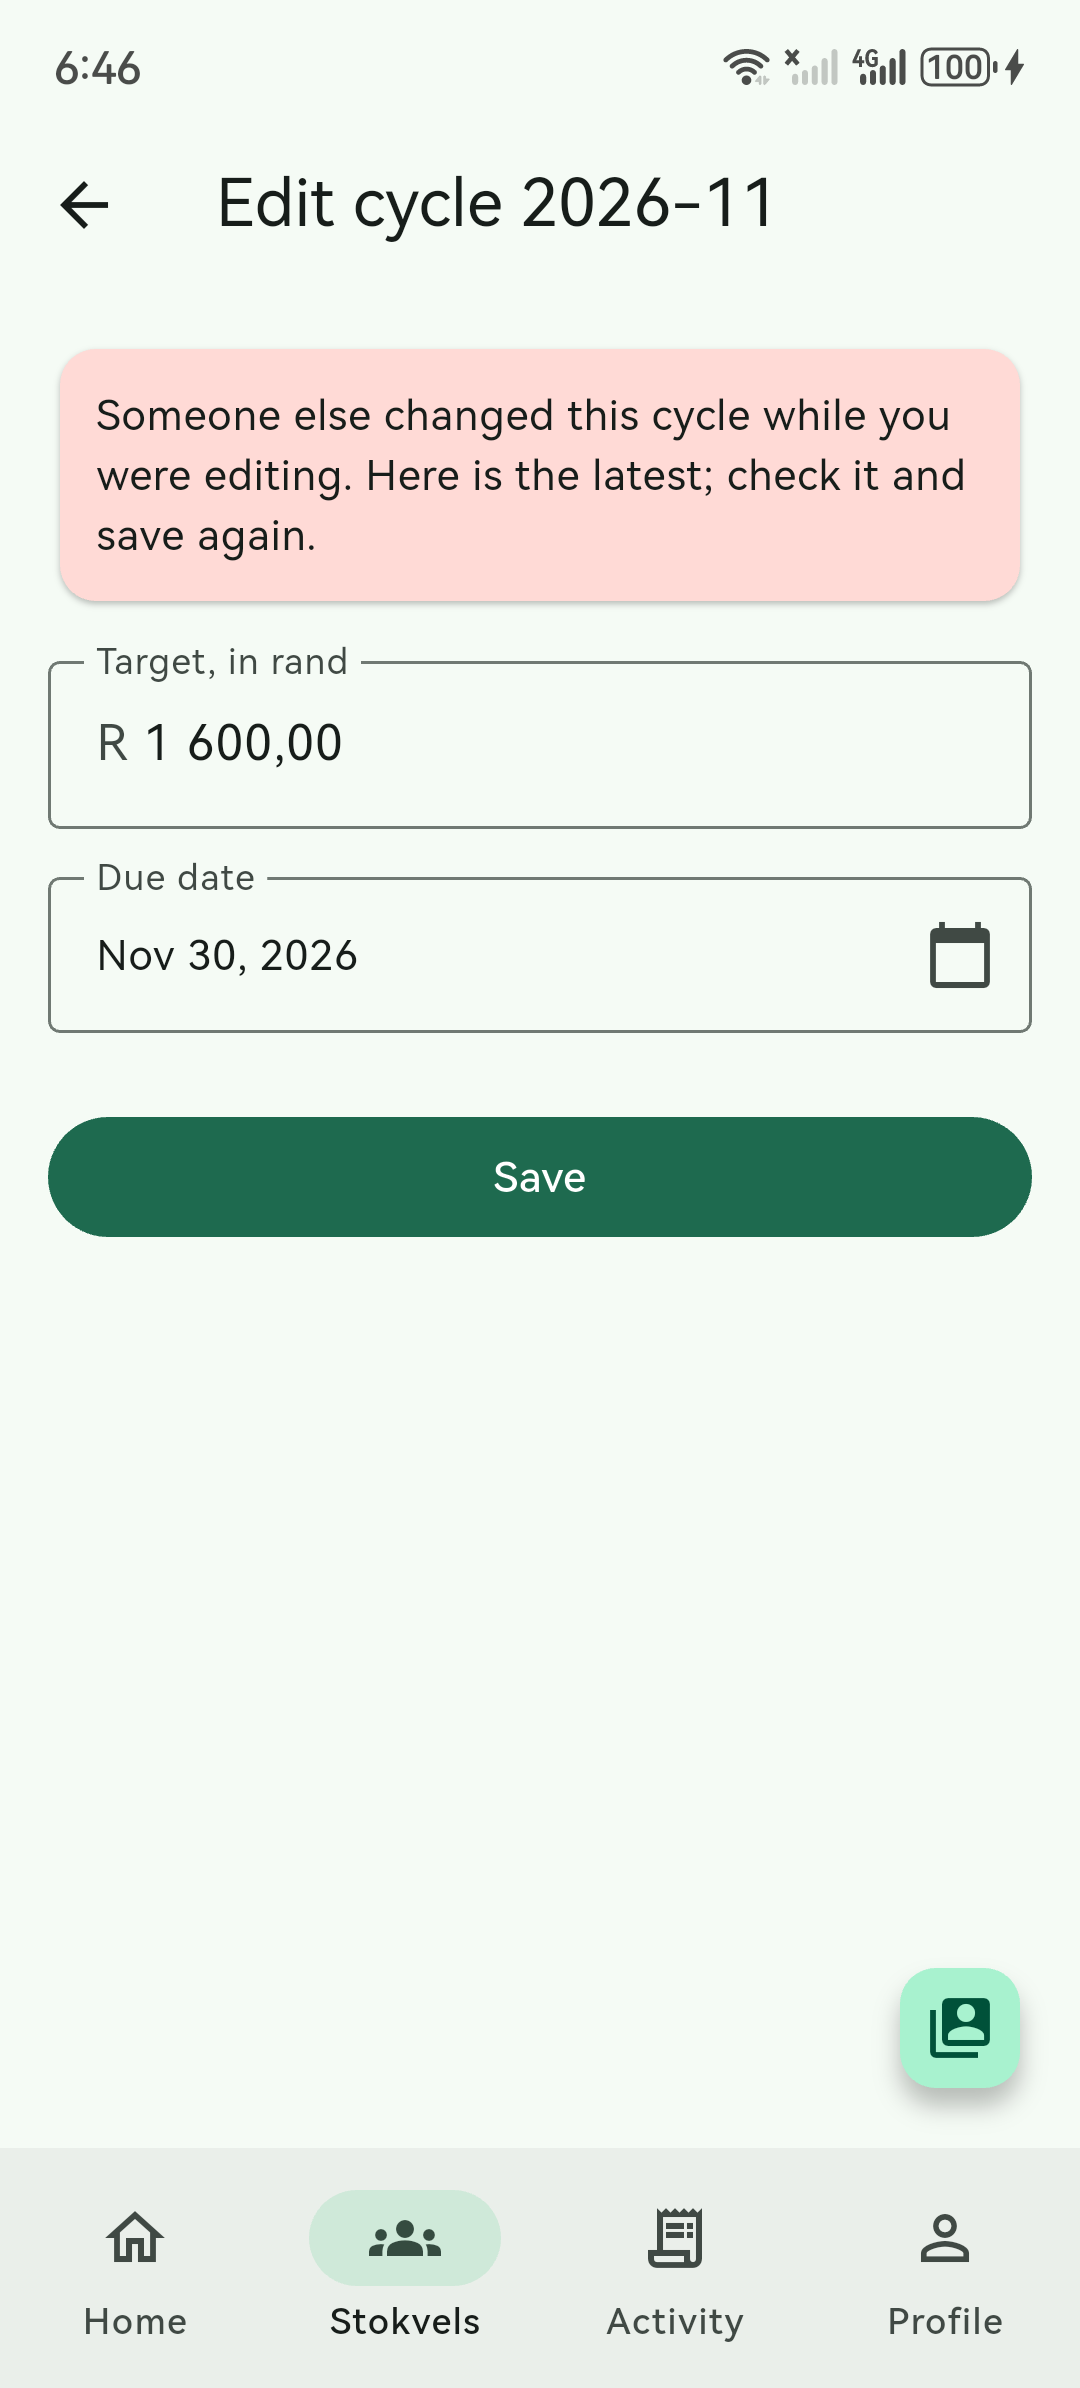 6:46
4G
100
Edit cycle 2026-11
Someone else changed this cycle while you
were editing. Here is the latest; check it and
save again.
Target, in rand
R 1 600,00
Due date
Nov 30, 2026
Save
Home
Stokvels
Activity
Profile